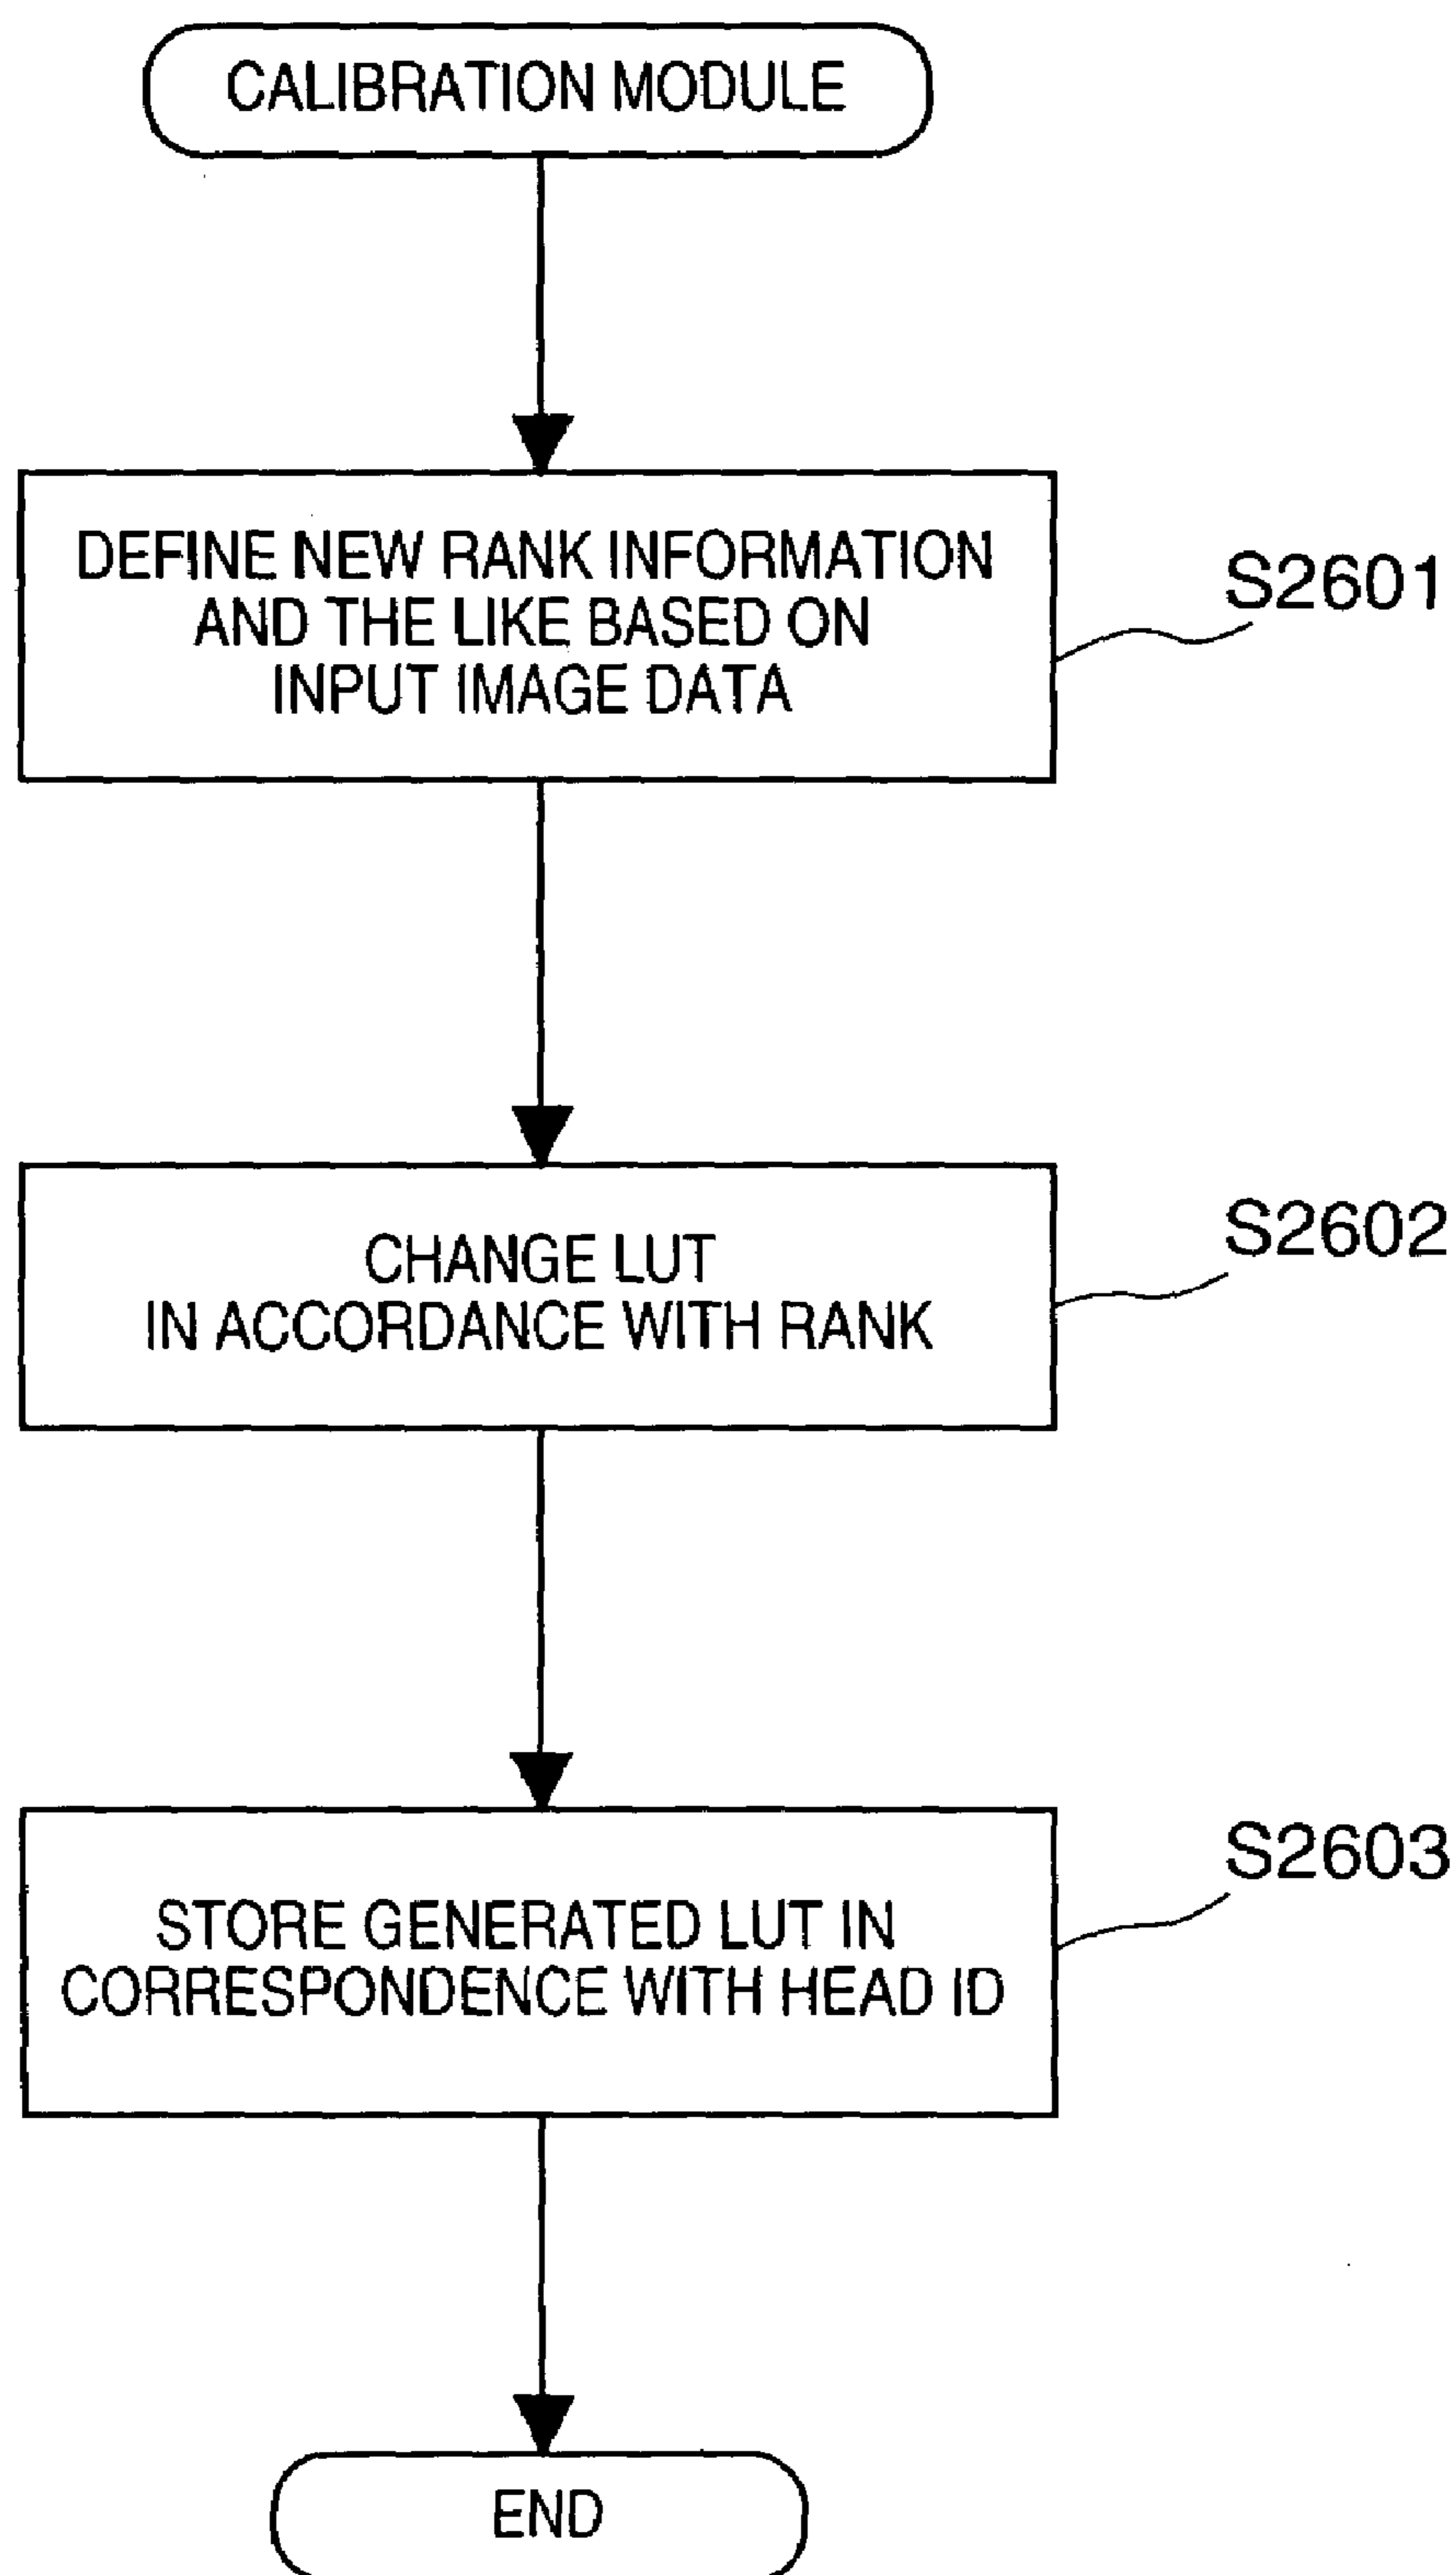 CALIBRATION MODULE
DEFINE NEW RANK INFORMATION
AND THE LIKE BASED ON
INPUT IMAGE DATA
S2601
CHANGE LUT
IN ACCORDANCE WITH RANK
S2602
STORE GENERATED LUT IN
CORRESPONDENCE WITH HEAD ID
S2603
END